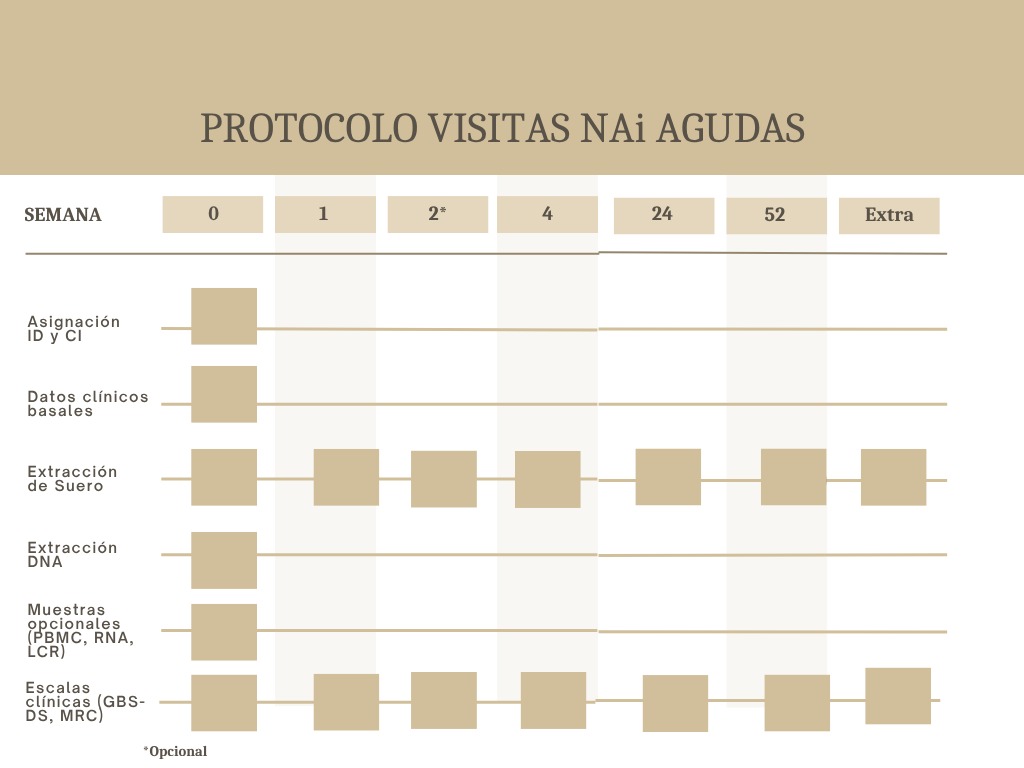 PROTOCOLO VISITAS NAi AGUDAS
SEMANA 0 1 2* 4 24 52 Extra
Asignación
ID y CI
Datos clínicos
basales
Extracción
de Suero
Extracción
DNA
Muestras
opcionales
(PBMC, RNA,
LCR)
Escalas
clínicas (GBS-
DS, MRC)
*Opcional